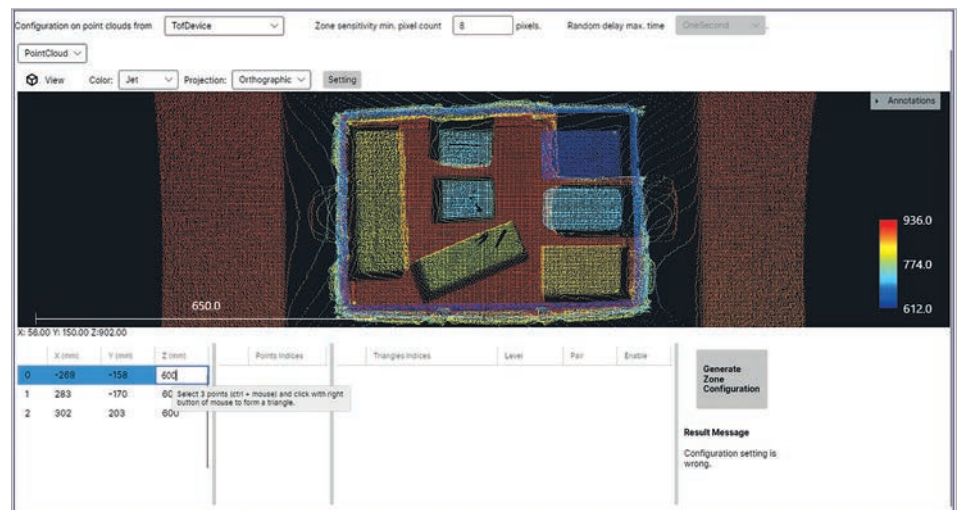 Configuration on point clouds from TofDevice Zone sensitivity min. pixel count 8 pixels. Random delay max. time OneSecond
PointCloud
View Color: Jet Projection: Orthographic Setting
Annotations
936.0
774.0
612.0
650.0
X: 56.00 Y: 150.00 Z:902.00
X (mm) Y (mm) Z (mm) Points Indices Triangles Indices Level Pair Enable
0 -269 -158 600
1 283 -170 60
2 302 203 600
Select 3 points (ctrl + mouse) and click with right
button of mouse to form a triangle.
Generate
Zone
Configuration
Result Message
Configuration setting is
wrong.